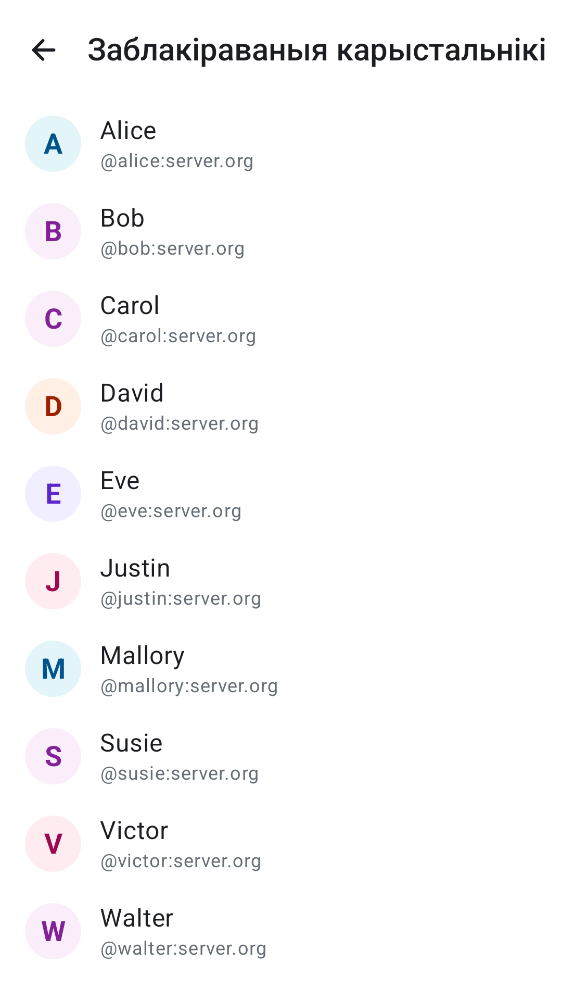 Заблакіраваныя карыстальнікі
A
Alice
@alice:server.org
B
Bob
@bob:server.org
C
Carol
@carol:server.org
D
David
@david:server.org
E
Eve
@eve:server.org
J
Justin
@justin:server.org
M
Mallory
@mallory:server.org
S
Susie
@susie:server.org
V
Victor
@victor:server.org
W
Walter
@walter:server.org